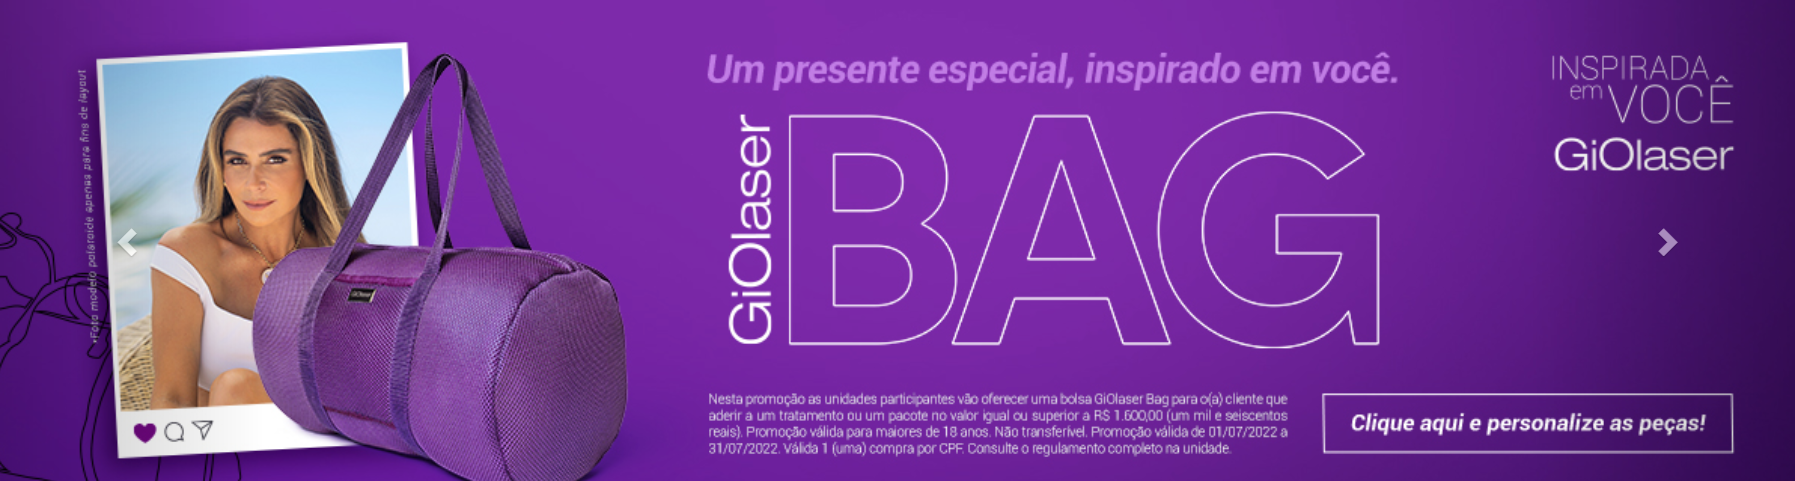 *Foto modelo polaroide apenas para fins de layout
GiOlaser
Um presente especial, inspirado em você.
GiOlaser
BAG
Nesta promoção as unidades participantes vão oferecer uma bolsa GiOlaser Bag para o(a) cliente que
aderir a um tratamento ou um pacote no valor igual ou superior a R$ 1.600,00 (um mil e seiscentos
reais). Promoção válida para maiores de 18 anos. Não transferível. Promoção válida de 01/07/2022 a
31/07/2022. Válida 1 (uma) compra por CPF. Consulte o regulamento completo na unidade.
INSPIRADA
em VOCÊ
GiOlaser
Clique aqui e personalize as peças!